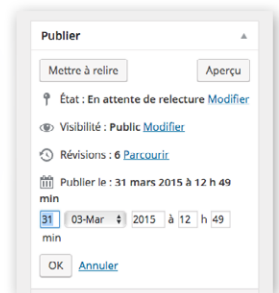 Publier
Mettre à relire Aperçu
État : En attente de relecture Modifier
Visibilité : Public Modifier
Révisions : 6 Parcourir
Publier le : 31 mars 2015 à 12 h 49
min
31 03-Mar 2015 à 12 h 49
min
OK Annuler